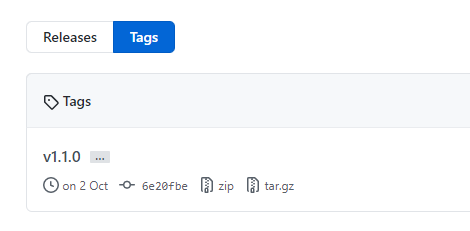 Releases Tags
Tags
v1.1.0 ...
on 2 Oct 6e20fbe zip tar.gz